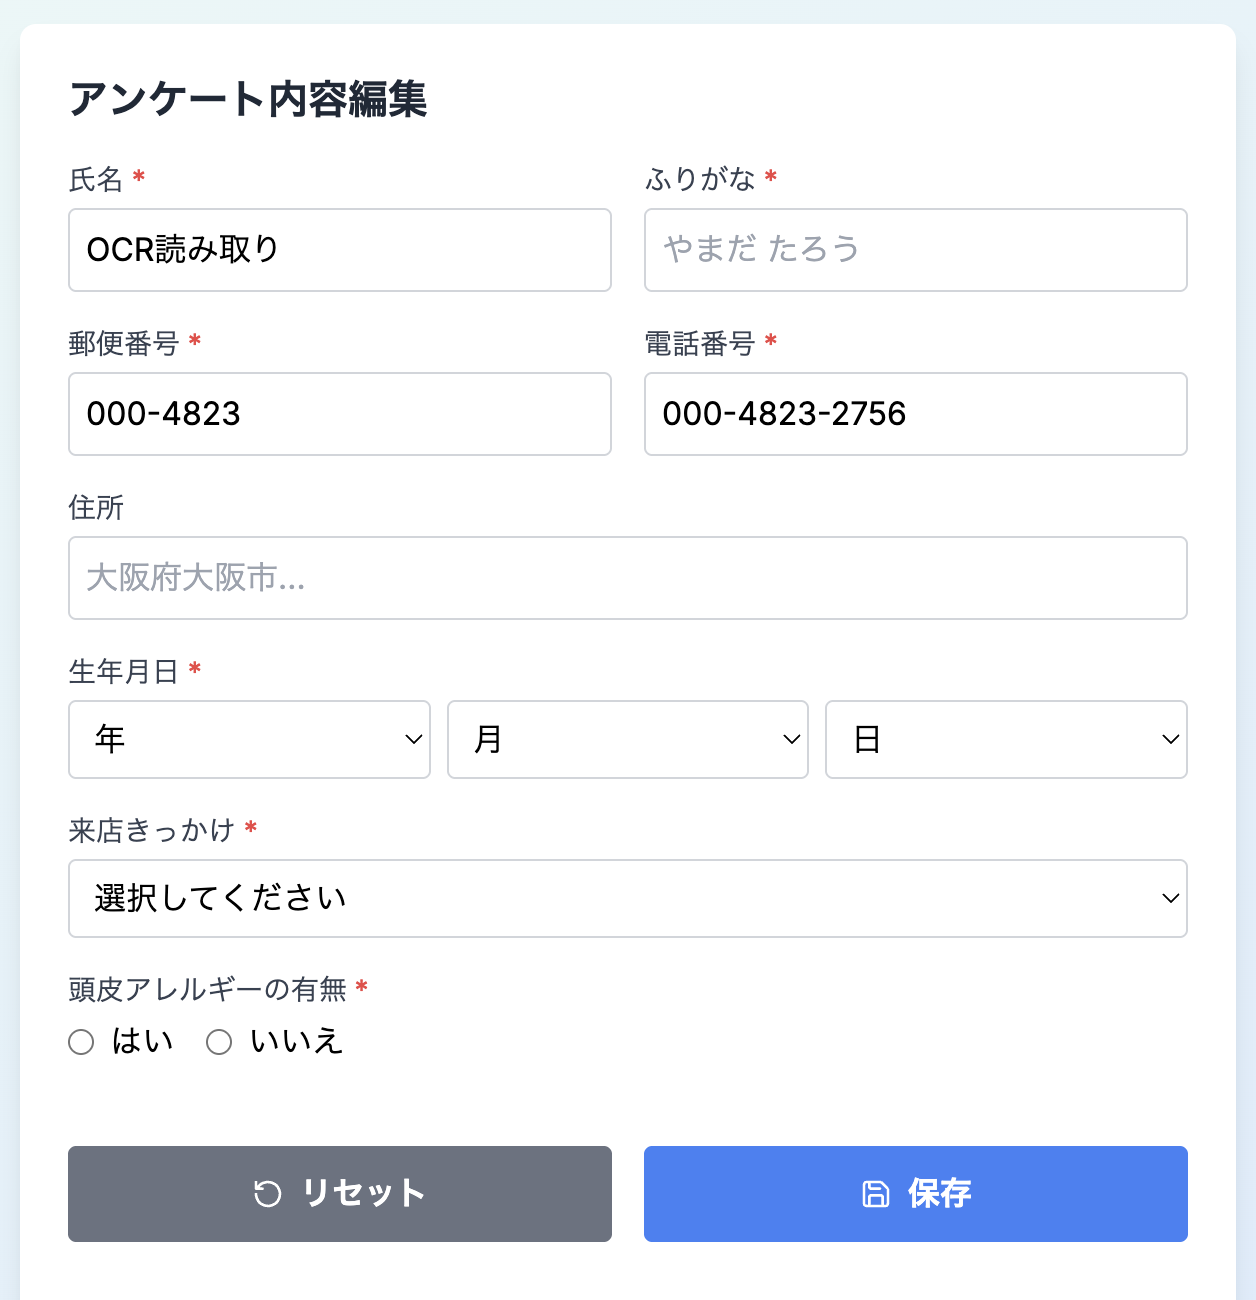 アンケート内容編集
氏名 *
ふりがな *
OCR読み取り
やまだ たろう
郵便番号 *
電話番号 *
000-4823
000-4823-2756
住所
大阪府大阪市...
生年月日 *
年
月
日
来店きっかけ *
選択してください
頭皮アレルギーの有無 *
はい
いいえ
リセット
保存